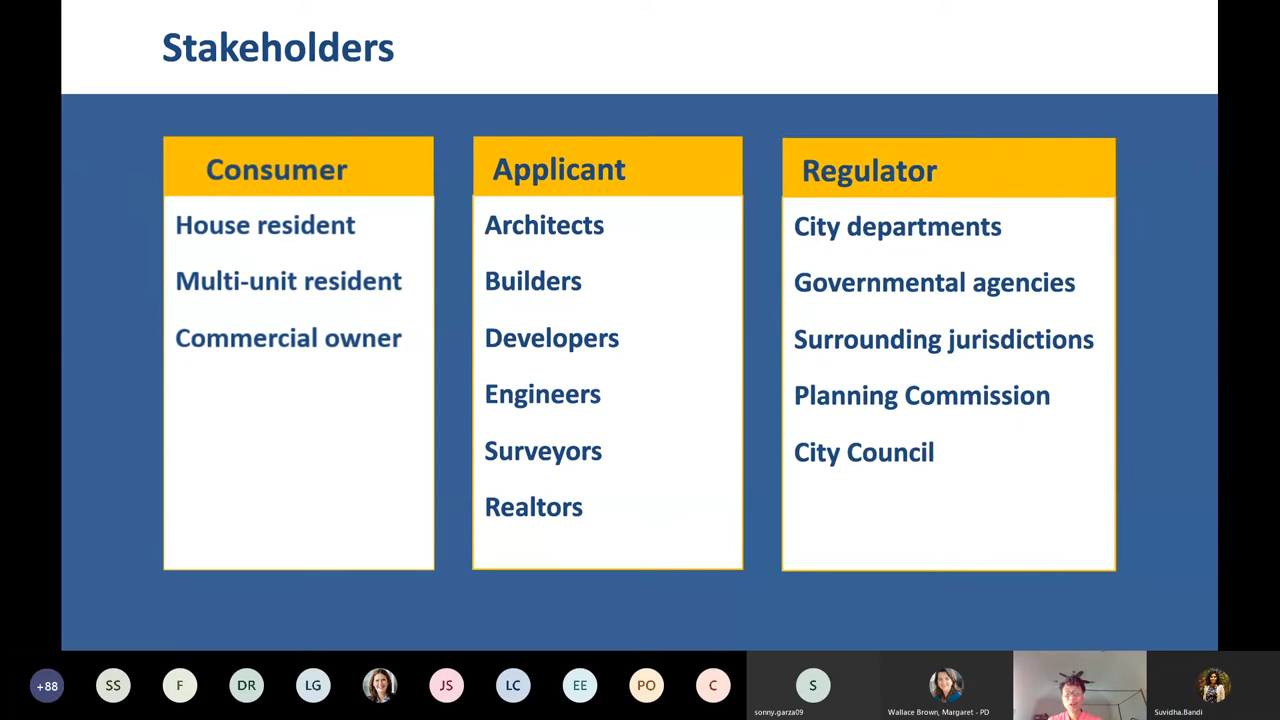 Stakeholders
Consumer
House resident
Multi-unit resident
Commercial owner
Applicant
Architects
Builders
Developers
Engineers
Surveyors
Realtors
Regulator
City departments
Governmental agencies
Surrounding jurisdictions
Planning Commission
City Council
+88
SS
F
DR
LG
JS
LC
EE
PO
C
S
sonny.garza09
Wallace Brown, Margaret - PD
Suvidha.Bandi